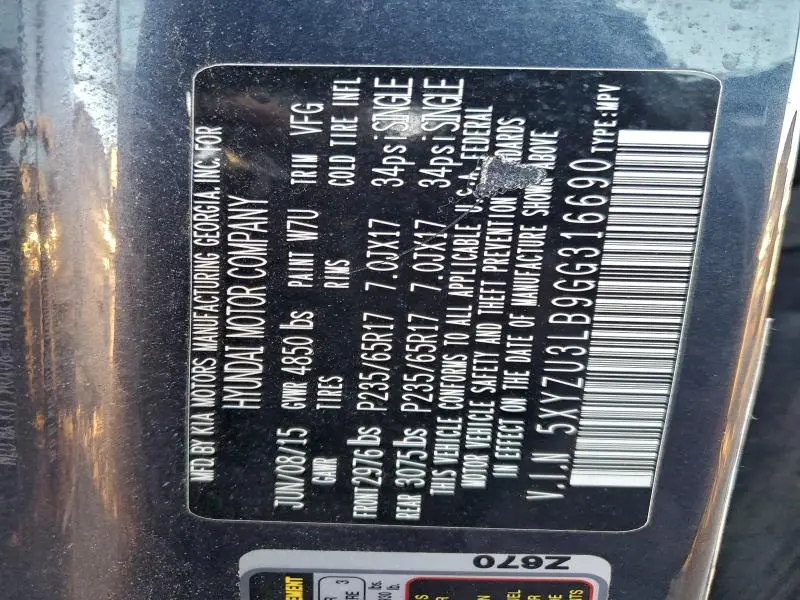 MFD BY KIA MOTORS MANUFACTURING GEORGIA, INC. FOR
HYUNDAI MOTOR COMPANY
JUN/08/15 GVWR 4850 lbs PAINT W7U TRIM VFG
GAWR TIRES RIMS COLD TIRE INFL
FRONT 2976 lbs P235/65R17 7.0JX17 34psi SINGLE
REAR 3075 lbs P235/65R17 7.0JX17 34psi SINGLE
THIS VEHICLE CONFORMS TO ALL APPLICABLE U.S.A. FEDERAL
MOTOR VEHICLE SAFETY AND THEFT PREVENTION
IN EFFECT ON THE DATE OF MANUFACTURE SHOWN ABOVE
V.I.N 5XYZU3LB9GG316690 TYPE:MPV
Z670